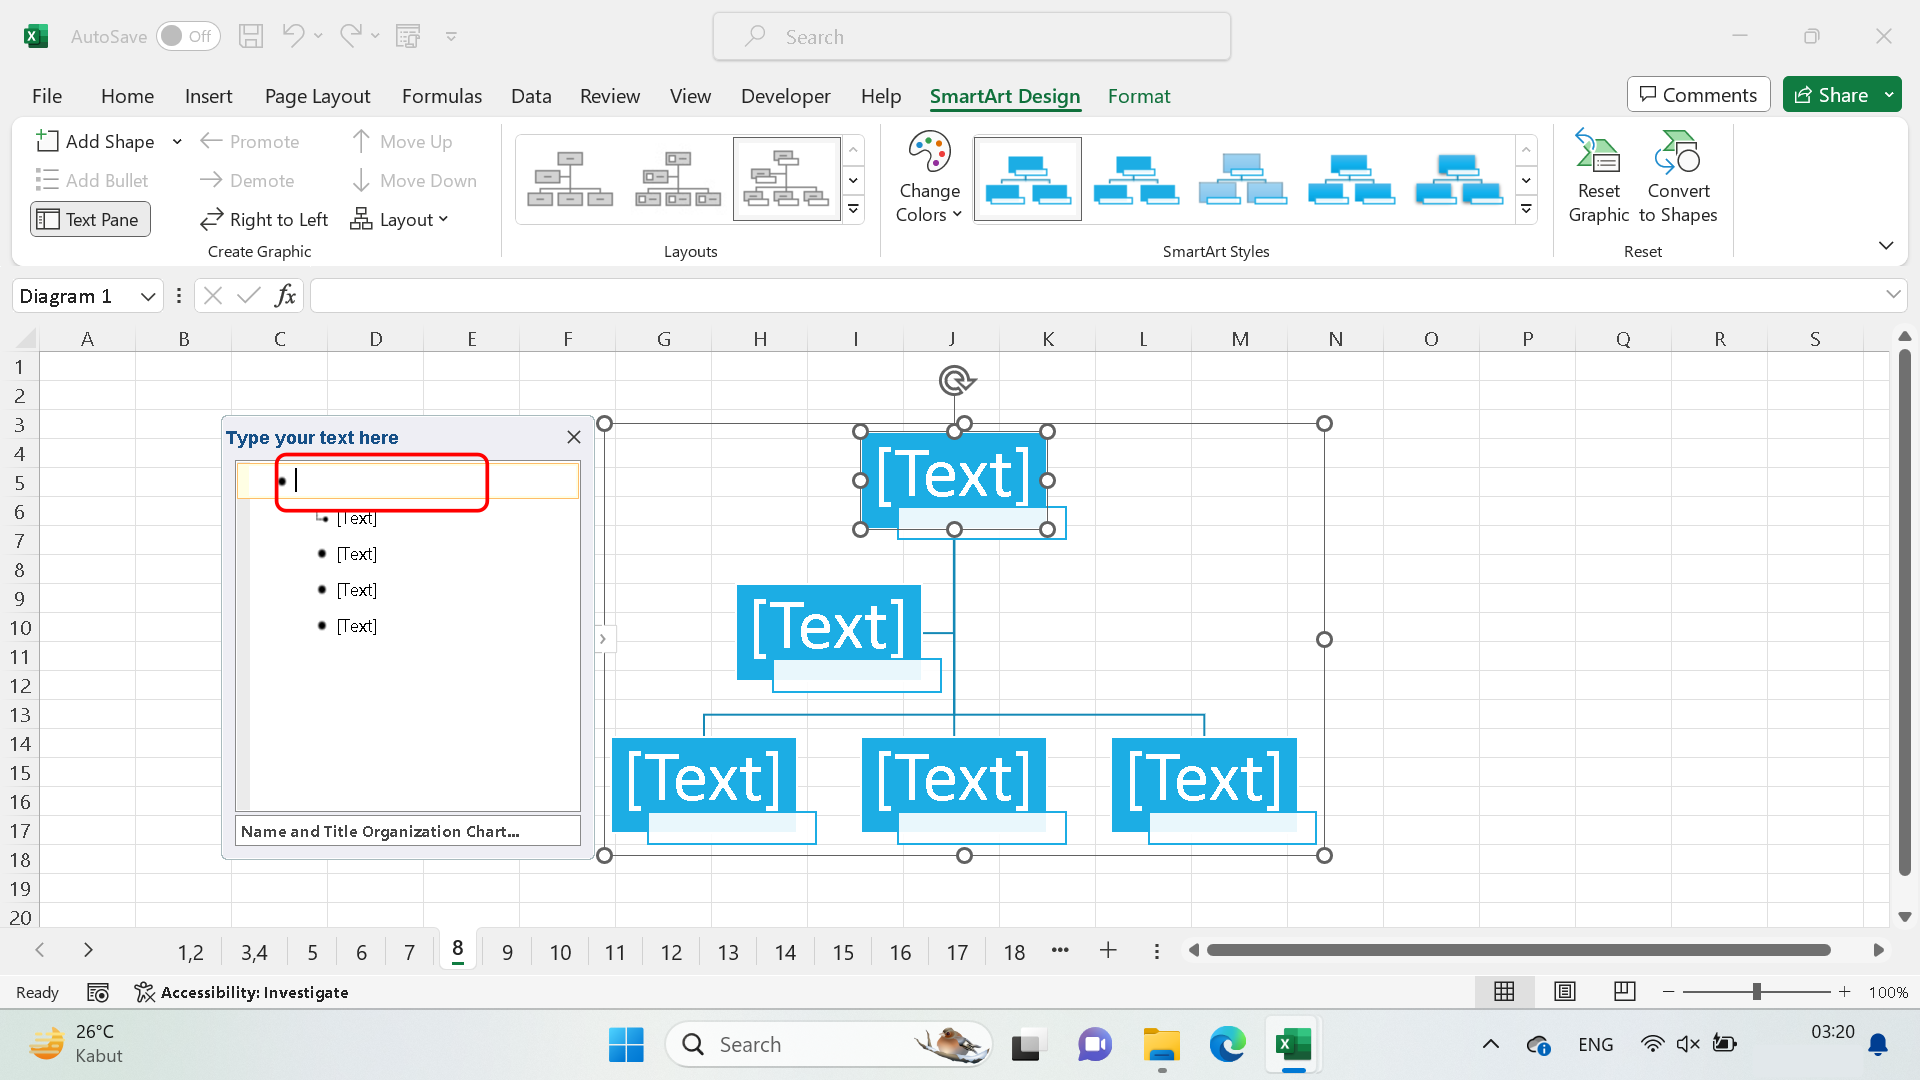 AutoSave Off Search
File Home Insert Page Layout Formulas Data Review View Developer Help SmartArt Design Format Comments Share
Add Shape Promote Move Up
Add Bullet Demote Move Down
Text Pane Right to Left Layout
Create Graphic
Layouts
Change
Colors
SmartArt Styles
Reset
Graphic
Convert
to Shapes
Reset
Diagram 1 fx
A B C D E F G H I J K L M N O P Q R S
1
2
3
4
5
6
7
8
9
10
11
12
13
14
15
16
17
18
19
20
Type your text here
[Text]
[Text]
[Text]
[Text]
Name and Title Organization Chart...
[Text]
[Text]
[Text] [Text] [Text]
1,2 3,4 5 6 7 8 9 10 11 12 13 14 15 16 17 18 ...
Ready Accessibility: Investigate 100%
26°C
Kabut
Search
ENG
03:20